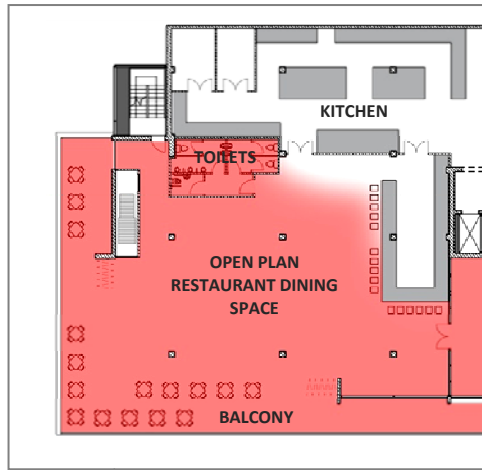 KITCHEN
TOILETS
OPEN PLAN
RESTAURANT DINING
SPACE
BALCONY